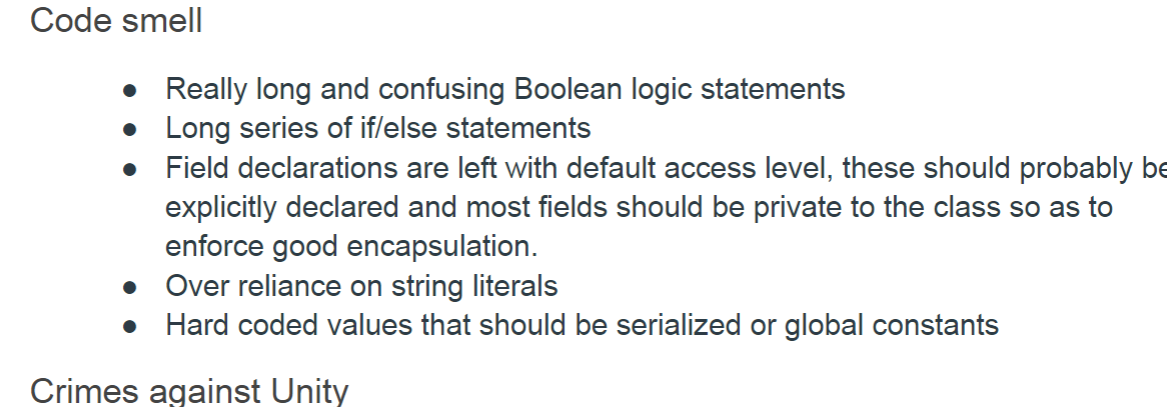 Code smell
● Really long and confusing Boolean logic statements
● Long series of if/else statements
● Field declarations are left with default access level, these should probably be
explicitly declared and most fields should be private to the class so as to
enforce good encapsulation.
● Over reliance on string literals
● Hard coded values that should be serialized or global constants
Crimes against Unity